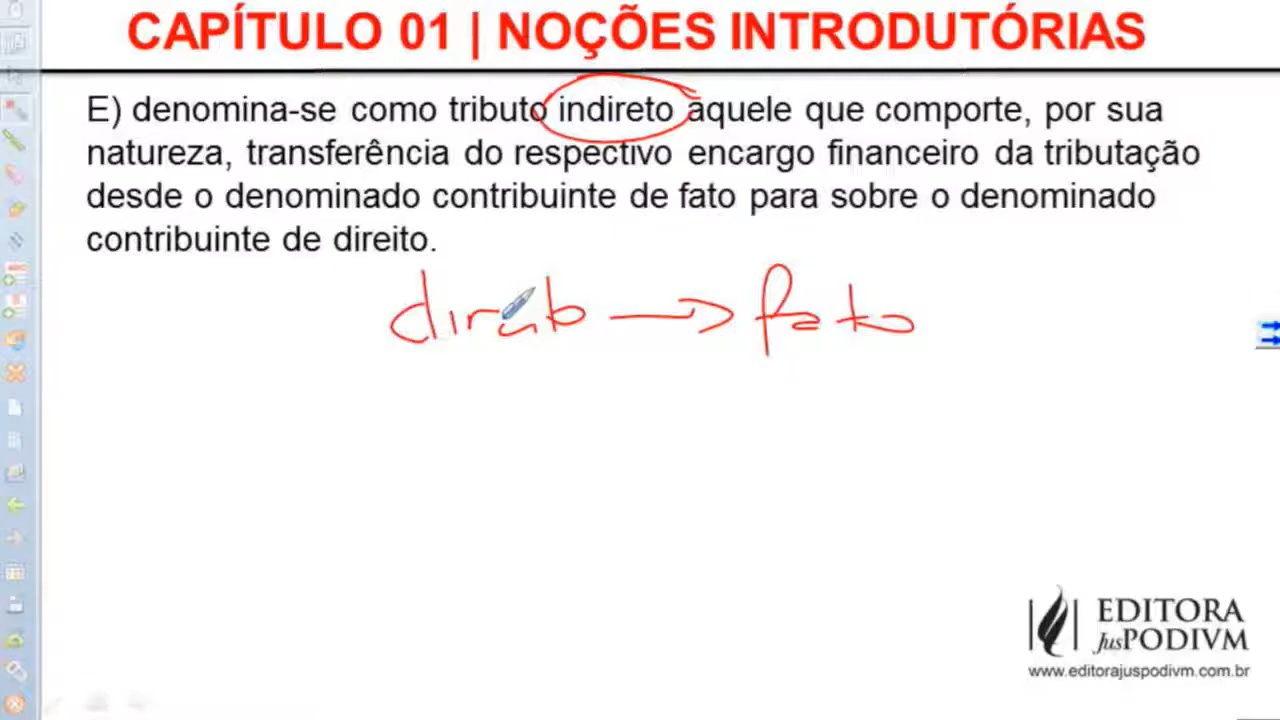 CAPÍTULO 01 | NOÇÕES INTRODUTÓRIAS
E) denomina-se como tributo indireto aquele que comporte, por sua
natureza, transferência do respectivo encargo financeiro da tributação
desde o denominado contribuinte de fato para sobre o denominado
contribuinte de direito.
direito → fato
EDITORA
JusPODIVM
www.editorajuspodivm.com.br